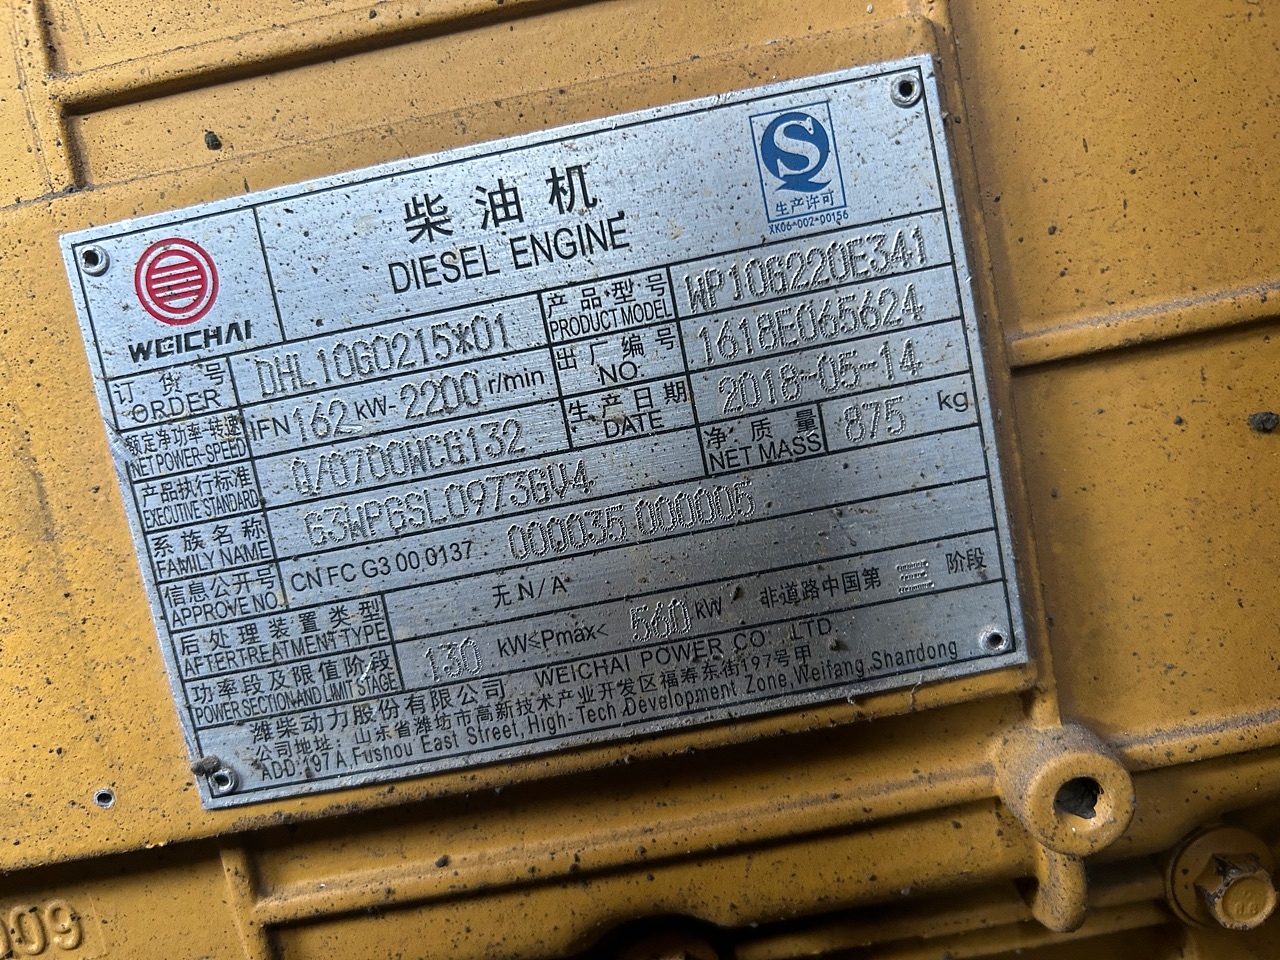 WEICHAI
柴油机
DIESEL ENGINE
S
生产许可
XK06-002-00156
订货号
ORDER
DHL10G0215*01
产品型号
PRODUCT MODEL
WP10G220E341
额定净功率-转速
NET POWER-SPEED
IFN 162 kW- 2200 r/min
出厂编号
NO.
1618E065624
产品执行标准
EXECUTIVE STANDARD
Q/0700WCG132
生产日期
DATE
2018-05-14
系族名称
FAMILY NAME
G3WPGSL0973GV4
净质量
NET MASS
875 kg
信息公开号
APPROVE NO.
CN FC G3 00 0137 000035 000005
后处理装置类型
AFTERTREATMENT TYPE
无 N/A
功率段及限值阶段
POWER SECTION AND LIMIT STAGE
130 kW≤Pmax≤ 560 kW 非道路中国第三阶段
潍柴动力股份有限公司 WEICHAI POWER CO. LTD
公司地址: 山东省潍坊市高新技术产业开发区福寿东街197号甲
ADD:197 A,Fushou East Street,High-Tech.Development Zone,Weifang,Shandong